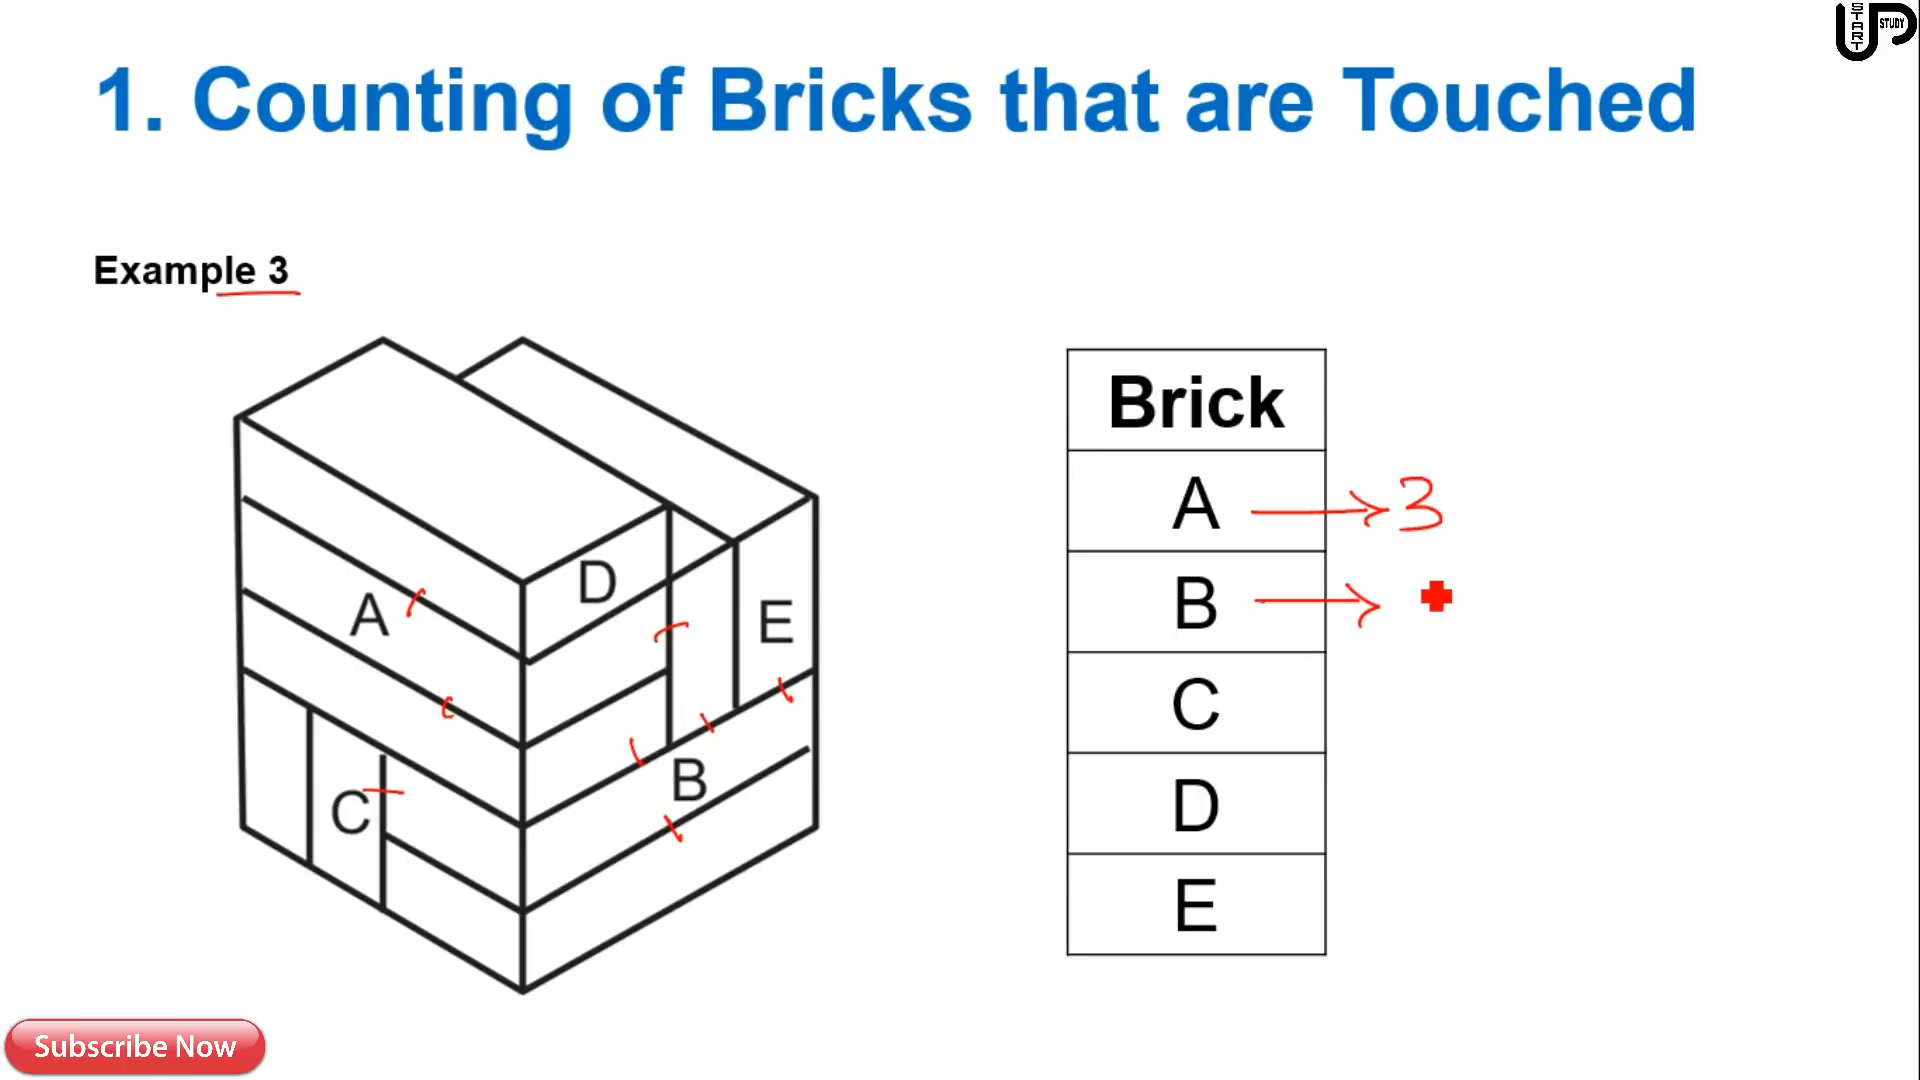 START
UP STUDY
1. Counting of Bricks that are Touched
Example 3
D
A
E
B
C
Brick
A → 3
B →
C
D
E
Subscribe Now